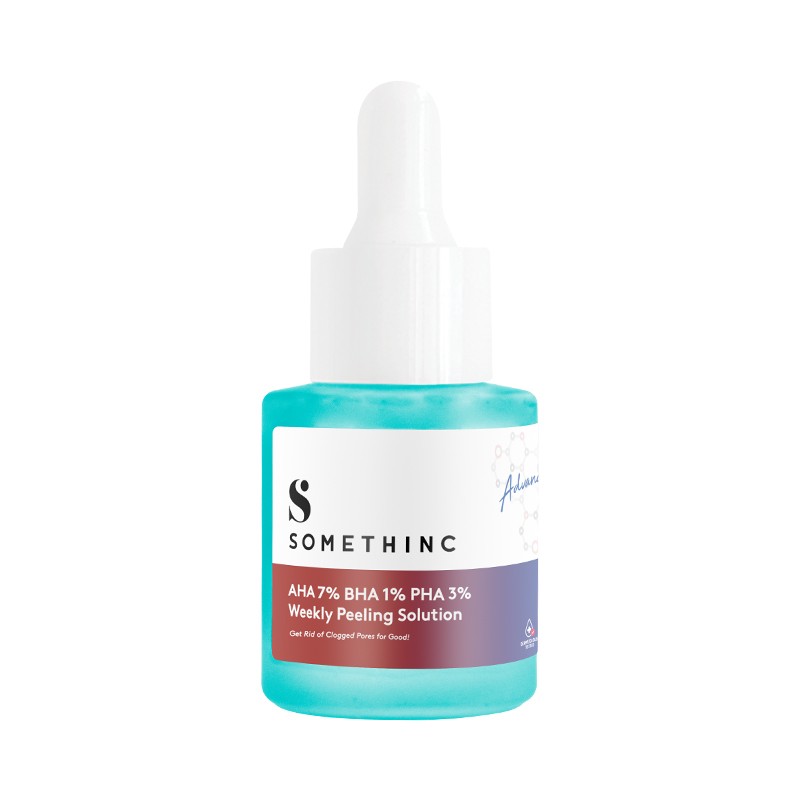 S
SOMETHINC
AHA 7% BHA 1% PHA 3%
Weekly Peeling Solution
Get Rid of Clogged Pores for Good!